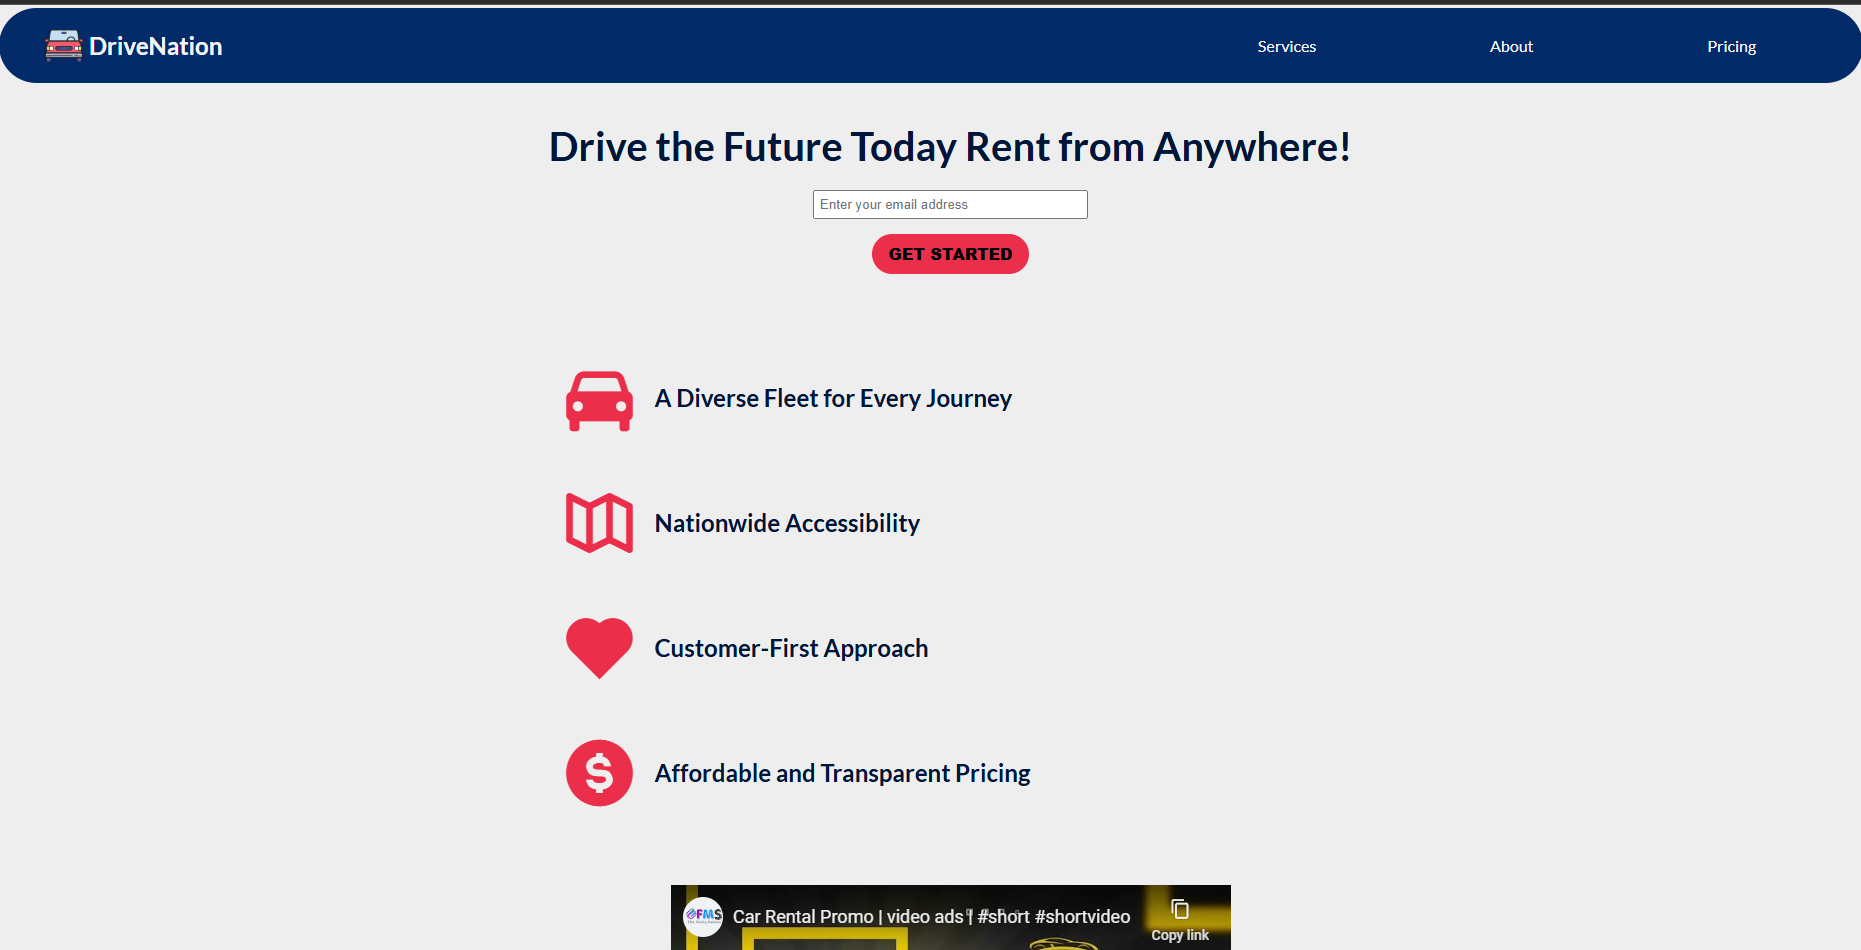 DriveNation
Services
About
Pricing
Drive the Future Today Rent from Anywhere!
Enter your email address
GET STARTED
A Diverse Fleet for Every Journey
Nationwide Accessibility
Customer-First Approach
$
Affordable and Transparent Pricing
FMS
Car Rental Promo | video ads | #short #shortvideo
Copy link